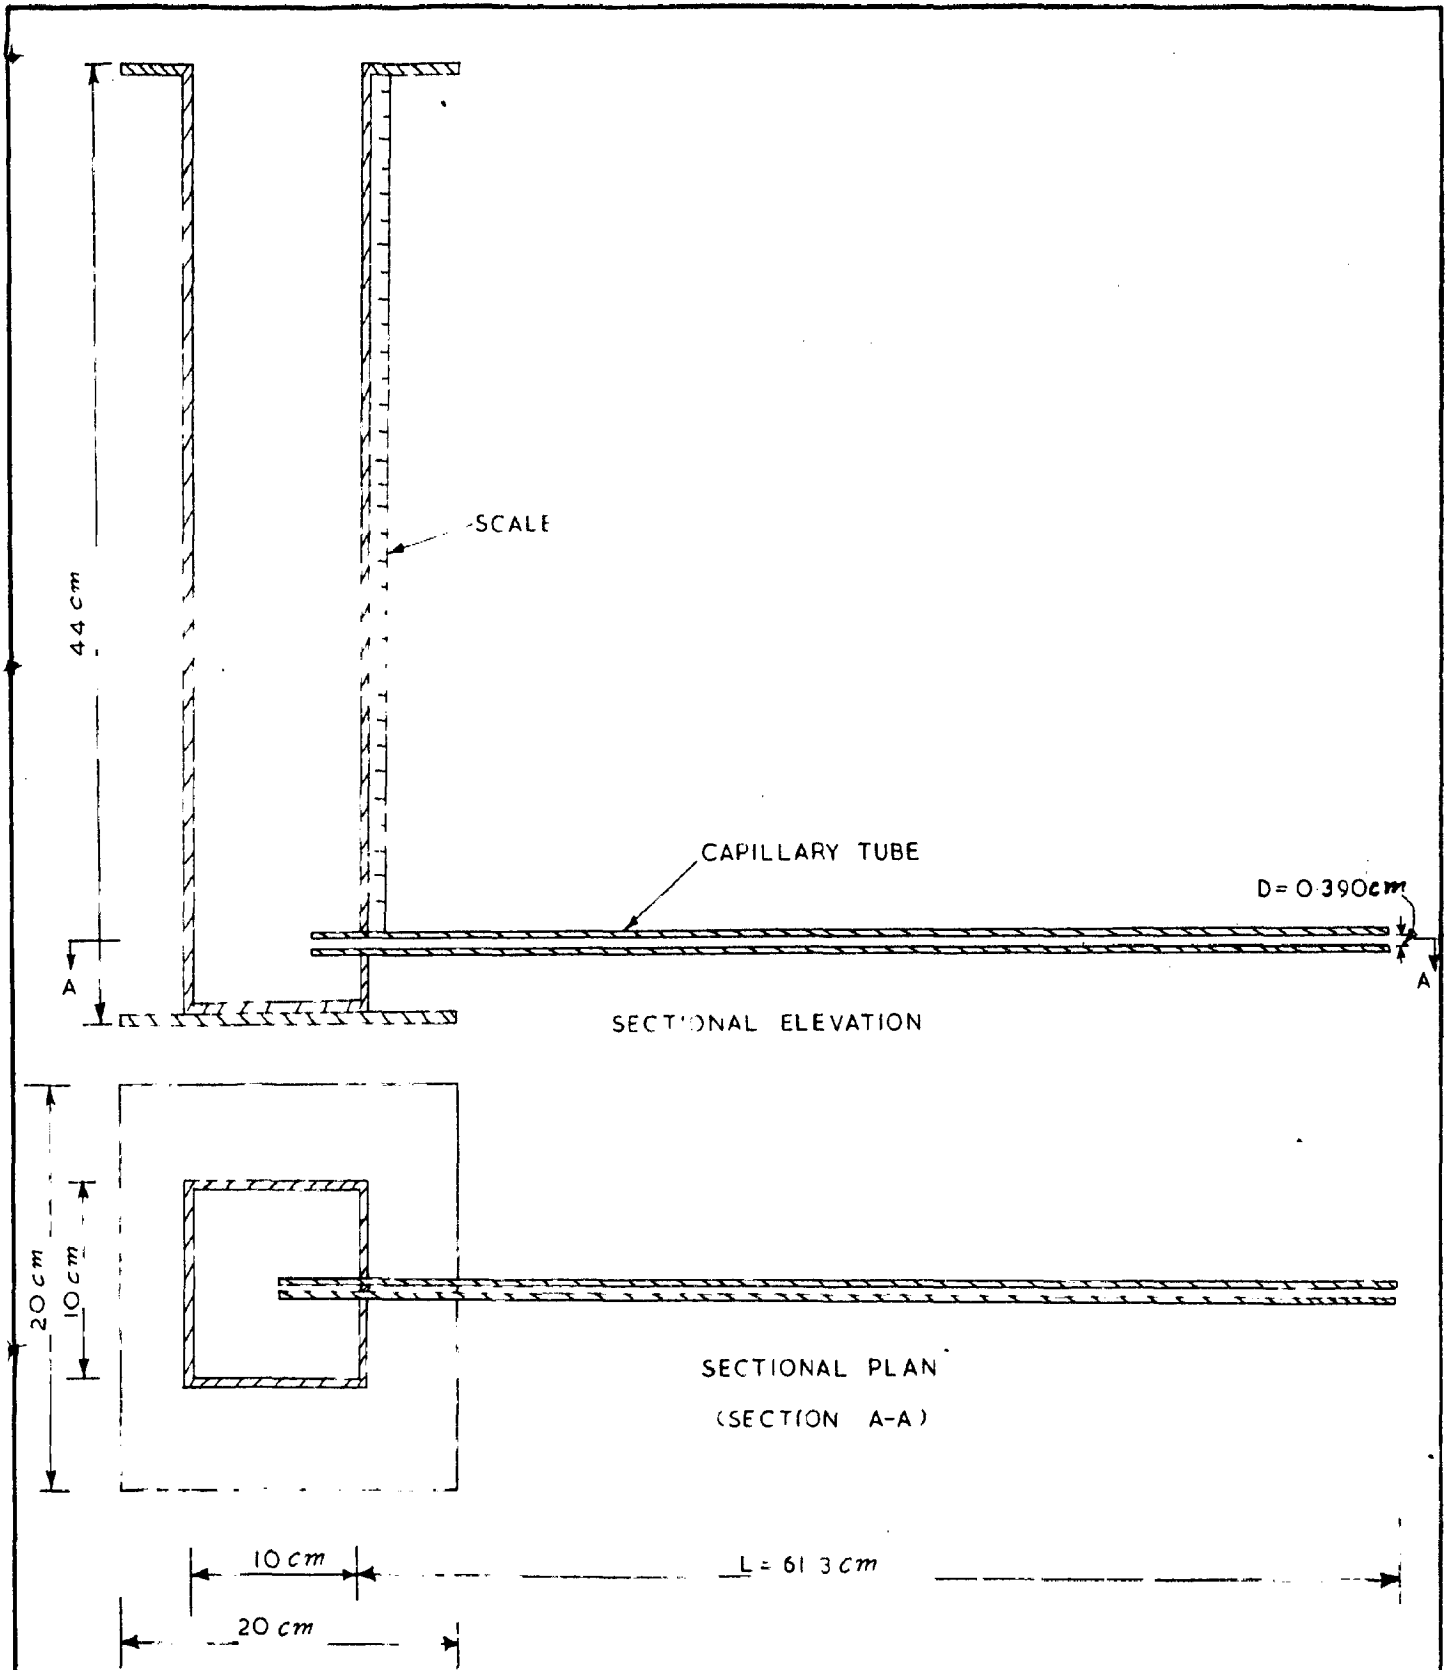 SCALE
44 cm
CAPILLARY TUBE
D = 0.390cm
A
A
SECTIONAL ELEVATION
20 cm
10 cm
SECTIONAL PLAN
(SECTION A-A)
10 cm
L = 61 3 cm
20 cm